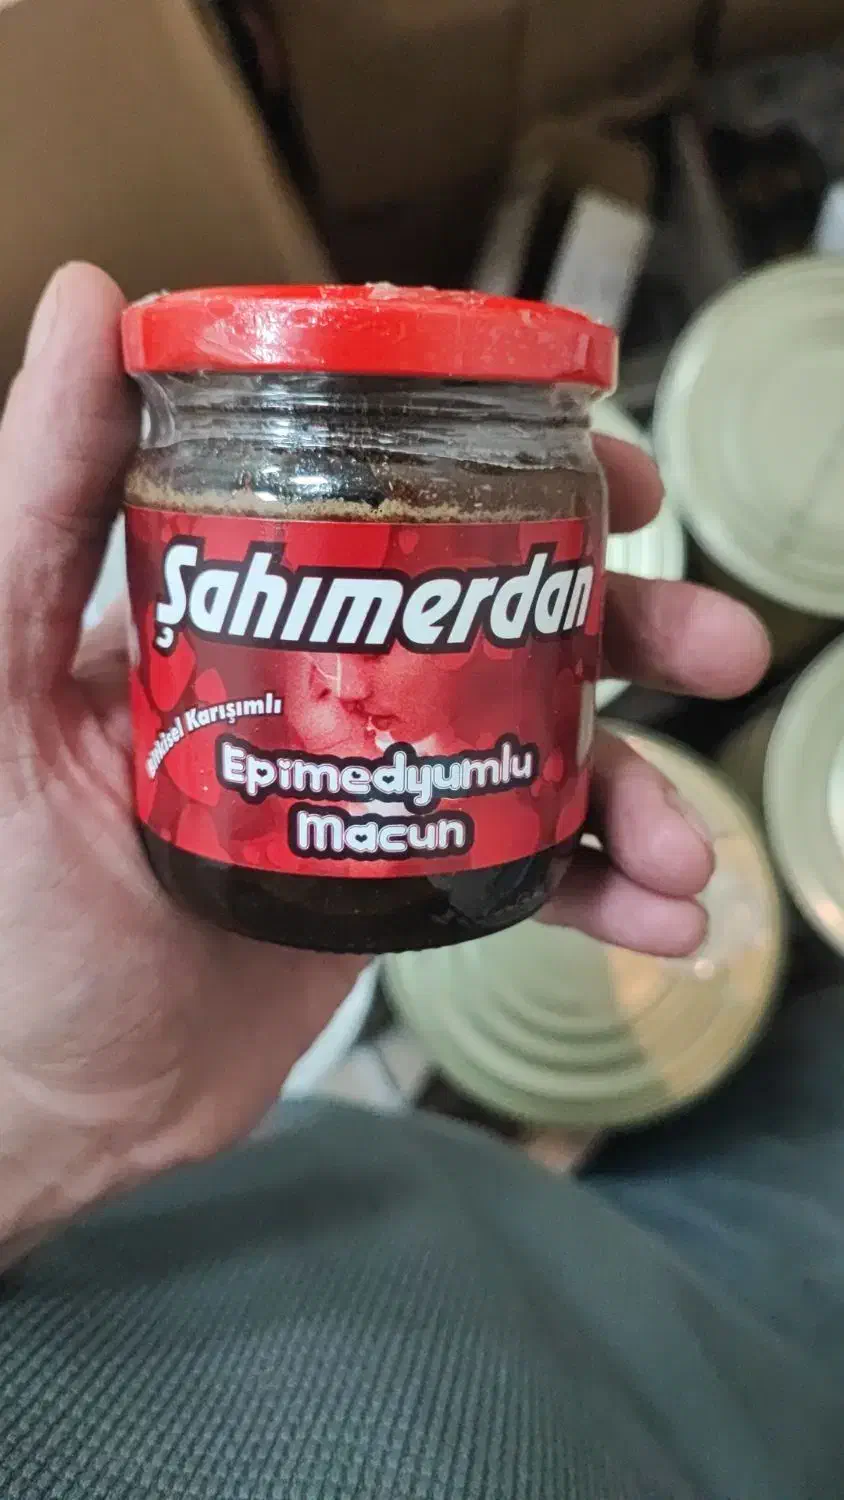 Şahımerdan
Karışımlı
Epimedyumlu
Macun